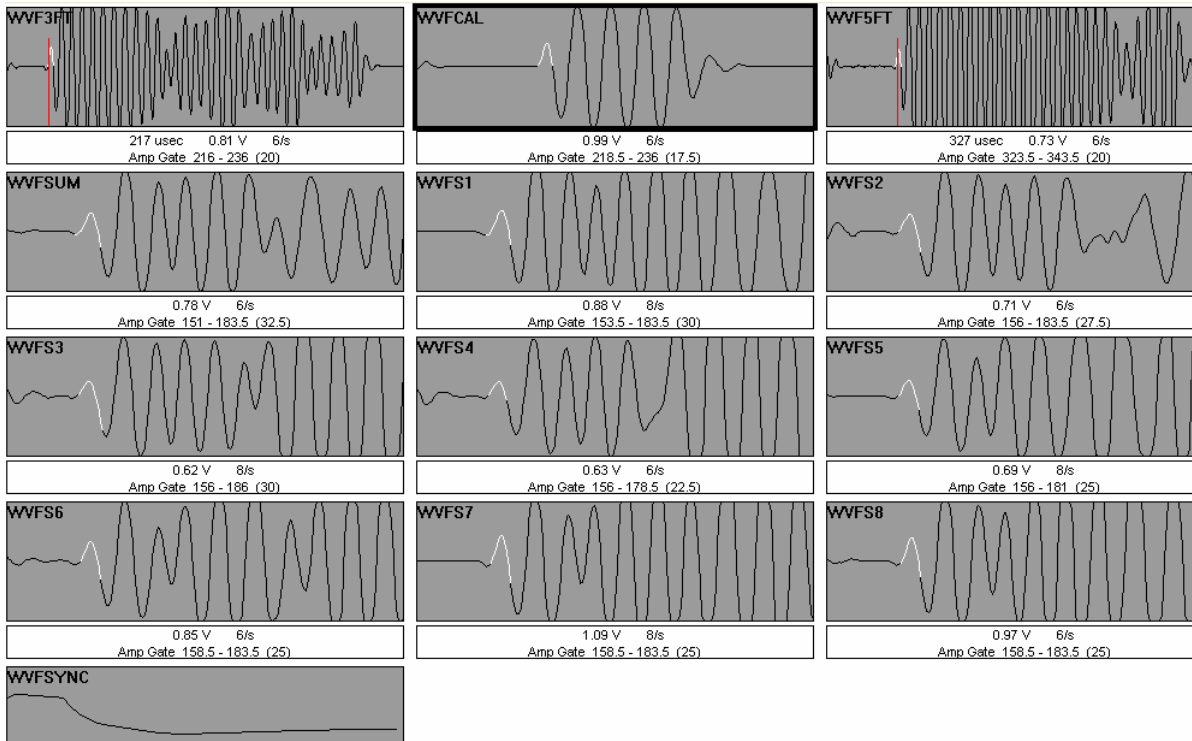 WVF3FT
217 usec 0.81 V 6/s
Amp Gate 216 - 236 (20)
WVFCAL
0.99 V 6/s
Amp Gate 218.5 - 236 (17.5)
WVF5FT
327 usec 0.73 V 6/s
Amp Gate 323.5 - 343.5 (20)
WVFSUM
0.78 V 6/s
Amp Gate 151 - 183.5 (32.5)
WVFS1
0.88 V 8/s
Amp Gate 153.5 - 183.5 (30)
WVFS2
0.71 V 6/s
Amp Gate 156 - 183.5 (27.5)
WVFS3
0.62 V 8/s
Amp Gate 156 - 186 (30)
WVFS4
0.63 V 6/s
Amp Gate 156 - 178.5 (22.5)
WVFS5
0.69 V 8/s
Amp Gate 156 - 181 (25)
WVFS6
0.85 V 6/s
Amp Gate 158.5 - 183.5 (25)
WVFS7
1.09 V 8/s
Amp Gate 158.5 - 183.5 (25)
WVFS8
0.97 V 6/s
Amp Gate 158.5 - 183.5 (25)
WVFSYNC